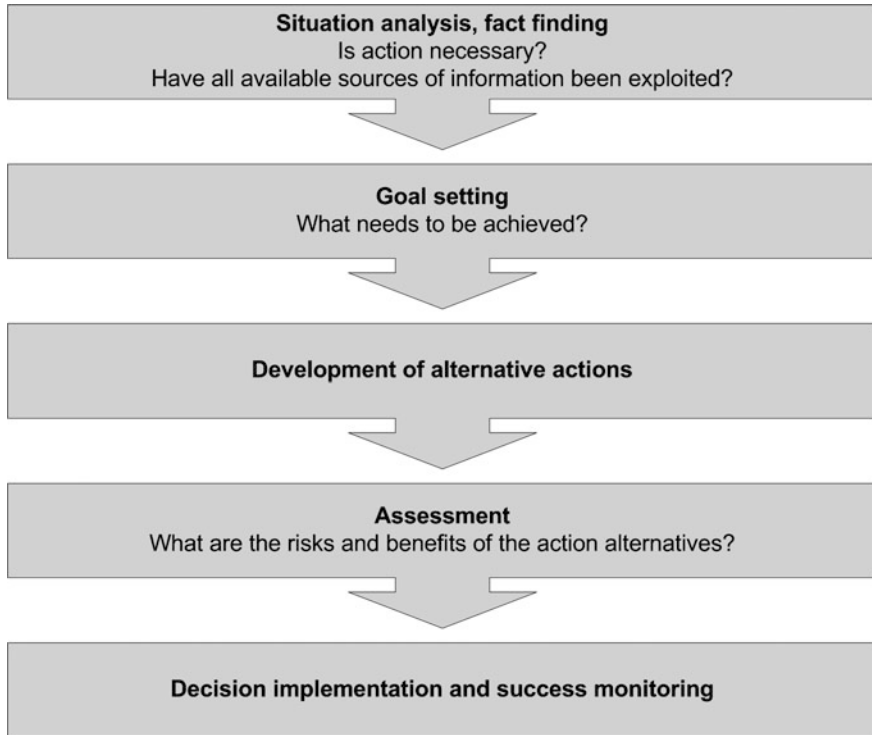 Situation analysis, fact finding
Is action necessary?
Have all available sources of information been exploited?
Goal setting
What needs to be achieved?
Development of alternative actions
Assessment
What are the risks and benefits of the action alternatives?
Decision implementation and success monitoring